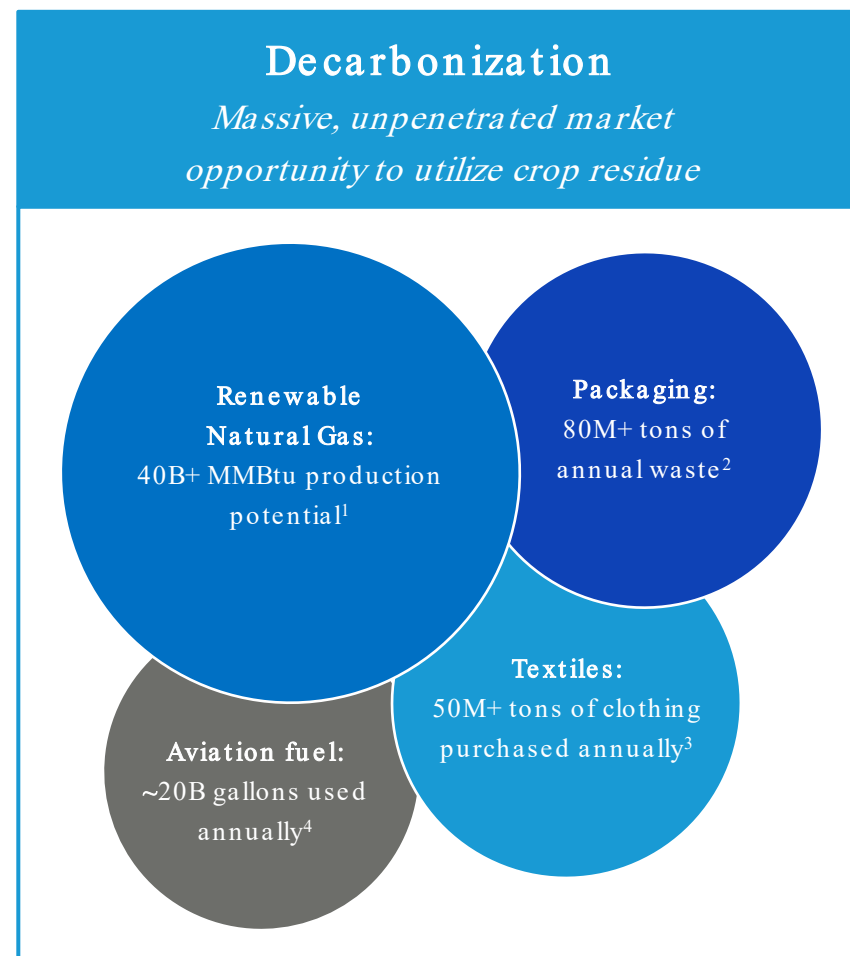 Decarbonization
Massive, unpenetrated market
opportunity to utilize crop residue
Renewable
Natural Gas:
40B+ MMBtu production
potential¹
Packaging:
80M+ tons of
annual waste²
Textiles:
50M+ tons of clothing
purchased annually³
Aviation fuel:
~20B gallons used
annually⁴